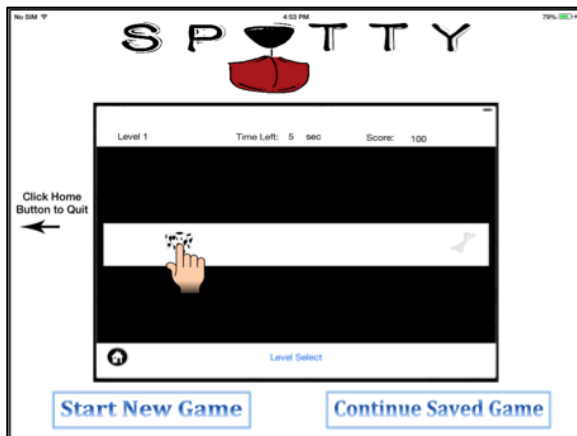 No SIM 4:53 PM 79%
SPOTTY
Level 1 Time Left: 5 sec Score: 100
Click Home
Button to Quit
Level Select
Start New Game Continue Saved Game